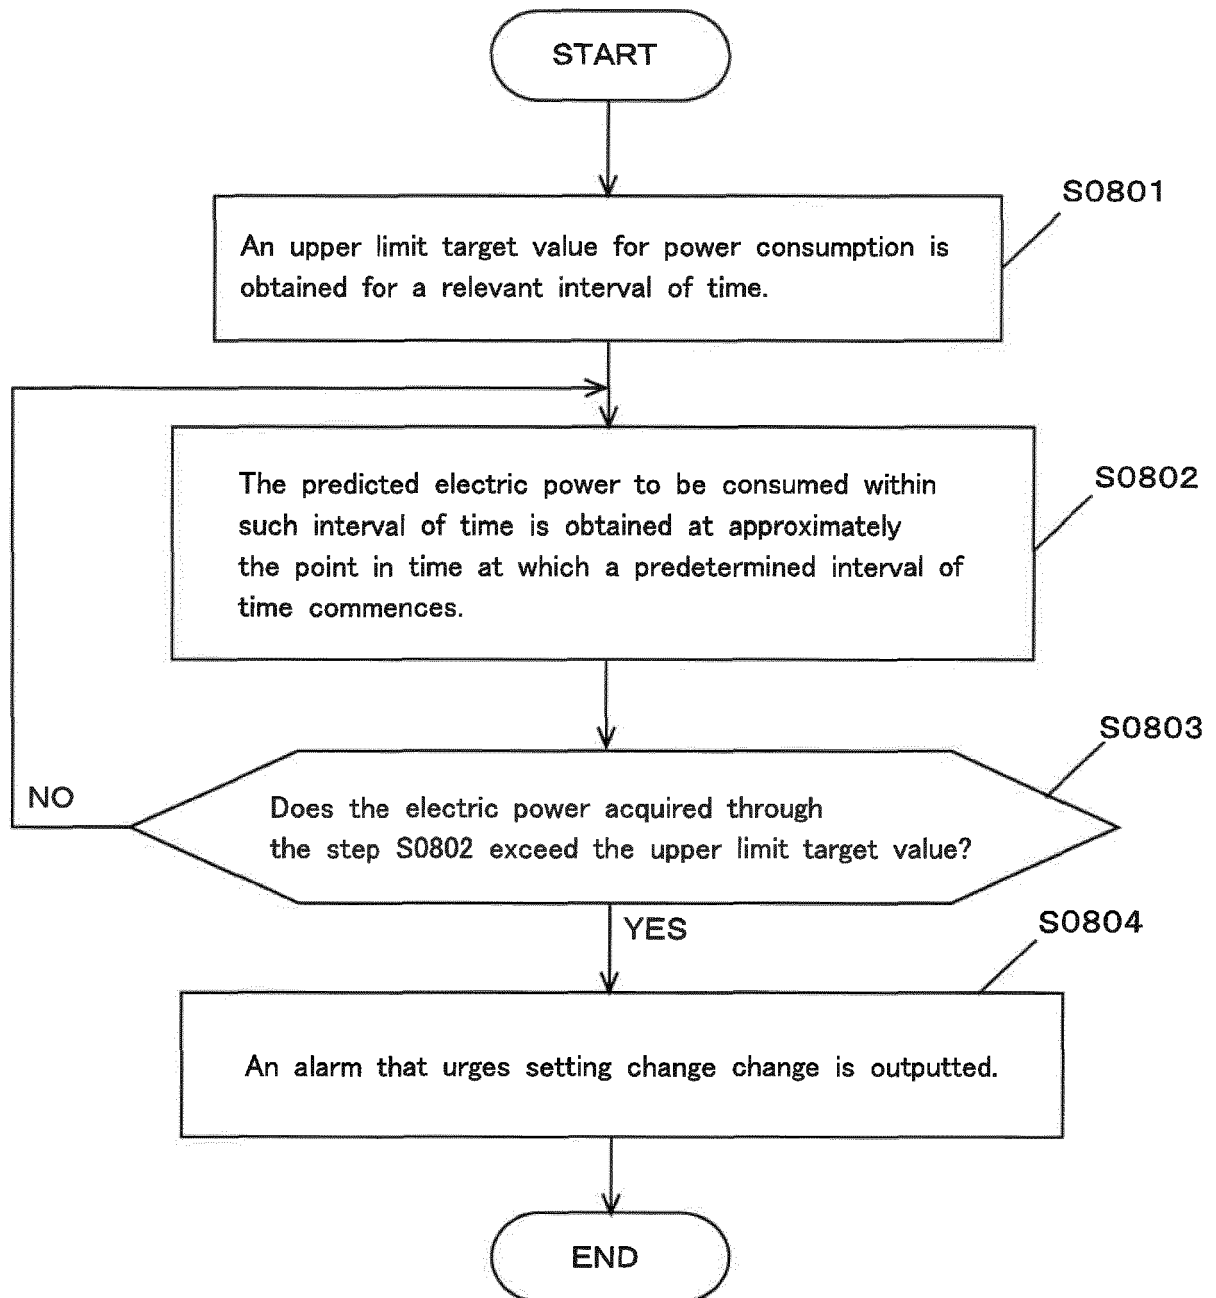 START
S0801
An upper limit target value for power consumption is
obtained for a relevant interval of time.
S0802
The predicted electric power to be consumed within
such interval of time is obtained at approximately
the point in time at which a predetermined interval of
time commences.
S0803
NO
Does the electric power acquired through
the step S0802 exceed the upper limit target value?
YES
S0804
An alarm that urges setting change change is outputted.
END